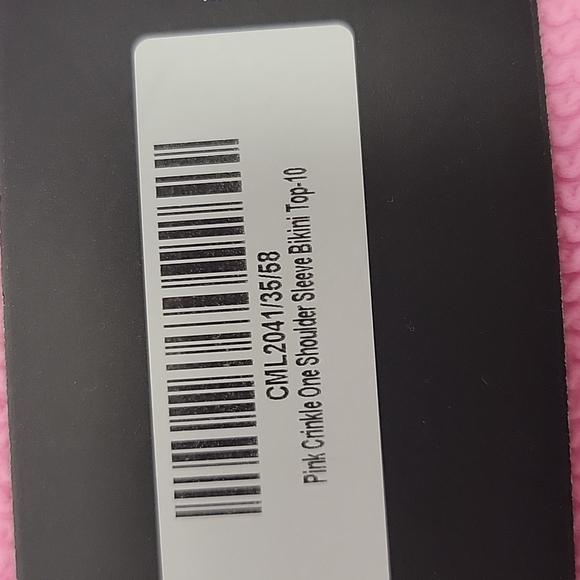 CML2041/35/58
Pink Crinkle One Shoulder Sleeve Bikini Top-10